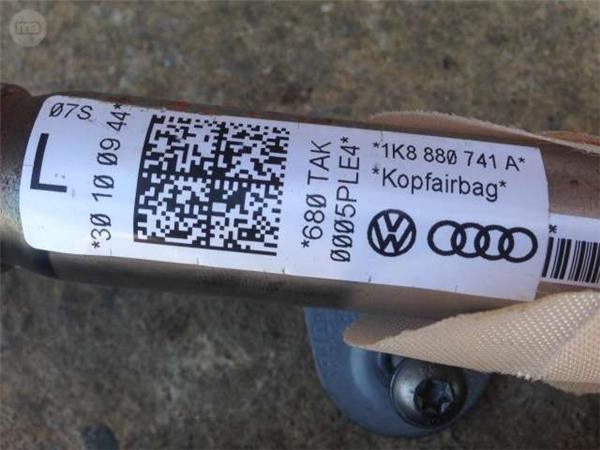 07S
L
*30 10 09 44*
*680 TAK
0005PLE4*
*1K8 880 741 A*
*Kopfairbag*
*